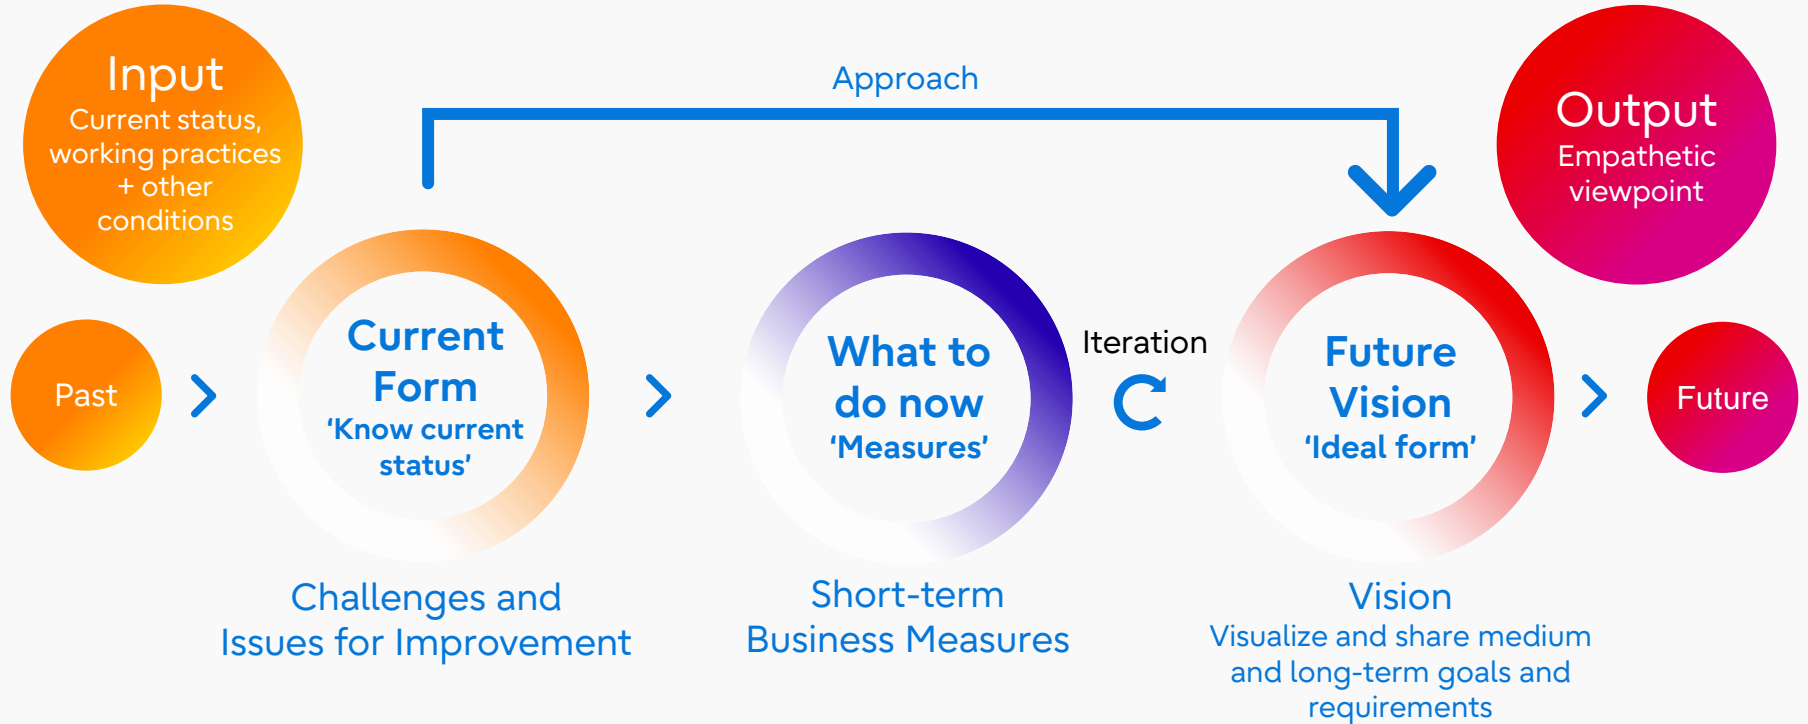 Input
Current status,
working practices
+ other
conditions
Approach
Output
Empathetic
viewpoint
Past
Current
Form
‘Know current
status’
What to
do now
‘Measures’
Iteration
Future
Vision
‘Ideal form’
Future
Challenges and
Issues for Improvement
Short-term
Business Measures
Vision
Visualize and share medium
and long-term goals and
requirements